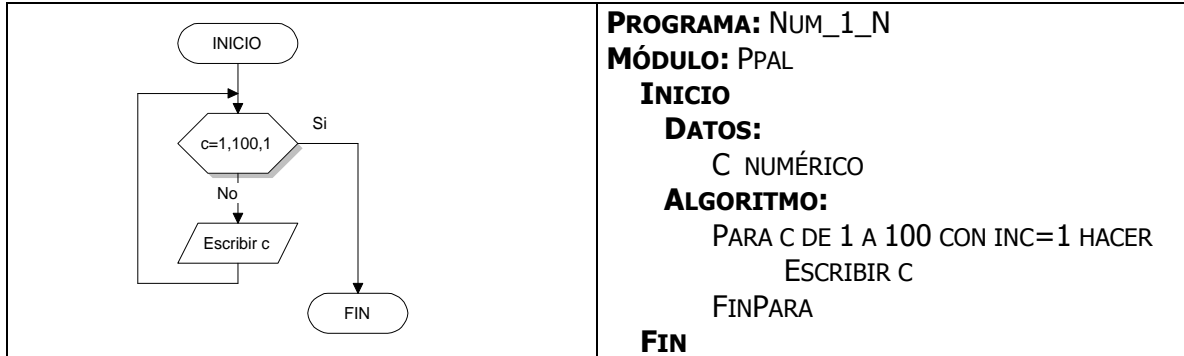 INICIO
c=1,100,1
Si
No
Escribir c
FIN
PROGRAMA: NUM_1_N
MÓDULO: PPAL
INICIO
DATOS:
C NUMÉRICO
ALGORITMO:
PARA C DE 1 A 100 CON INC=1 HACER
ESCRIBIR C
FINPARA
FIN